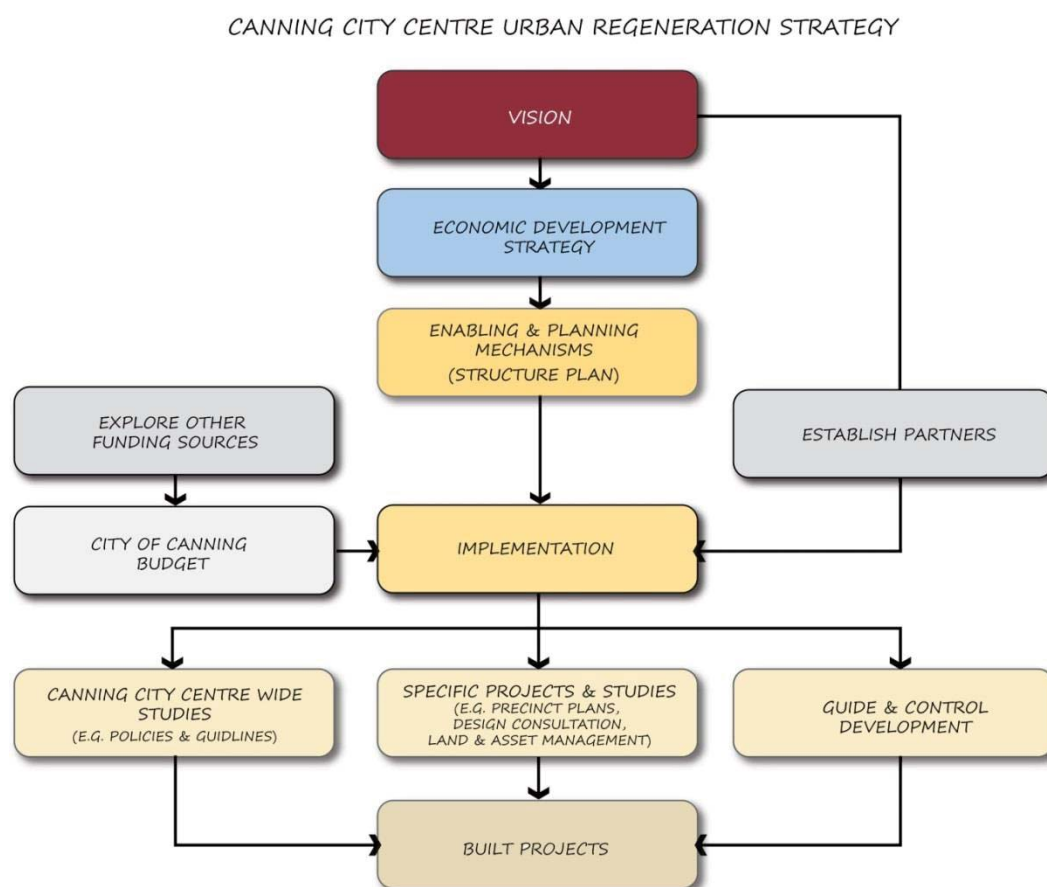 CANNING CITY CENTRE URBAN REGENERATION STRATEGY
VISION
ECONOMIC DEVELOPMENT
STRATEGY
ENABLING & PLANNING
MECHANISMS
(STRUCTURE PLAN)
EXPLORE OTHER
FUNDING SOURCES
ESTABLISH PARTNERS
CITY OF CANNING
BUDGET
IMPLEMENTATION
CANNING CITY CENTRE WIDE
STUDIES
(E.G. POLICIES & GUIDLINES)
SPECIFIC PROJECTS & STUDIES
(E.G. PRECINCT PLANS,
DESIGN CONSULTATION,
LAND & ASSET MANAGEMENT)
GUIDE & CONTROL
DEVELOPMENT
BUILT PROJECTS